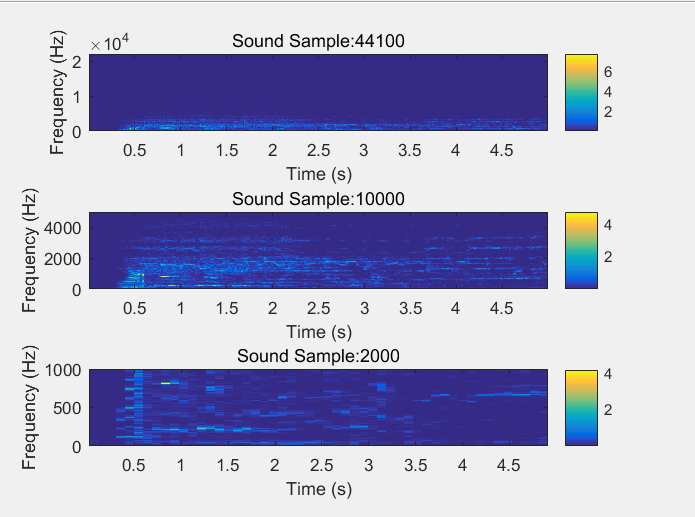 ×10⁴
Sound Sample:44100
Frequency (Hz)
2
1
0
6
4
2
0.5 1 1.5 2 2.5 3 3.5 4 4.5
Time (s)
Sound Sample:10000
Frequency (Hz)
4000
2000
0
4
2
0.5 1 1.5 2 2.5 3 3.5 4 4.5
Time (s)
Sound Sample:2000
Frequency (Hz)
1000
500
0
4
2
0.5 1 1.5 2 2.5 3 3.5 4 4.5
Time (s)